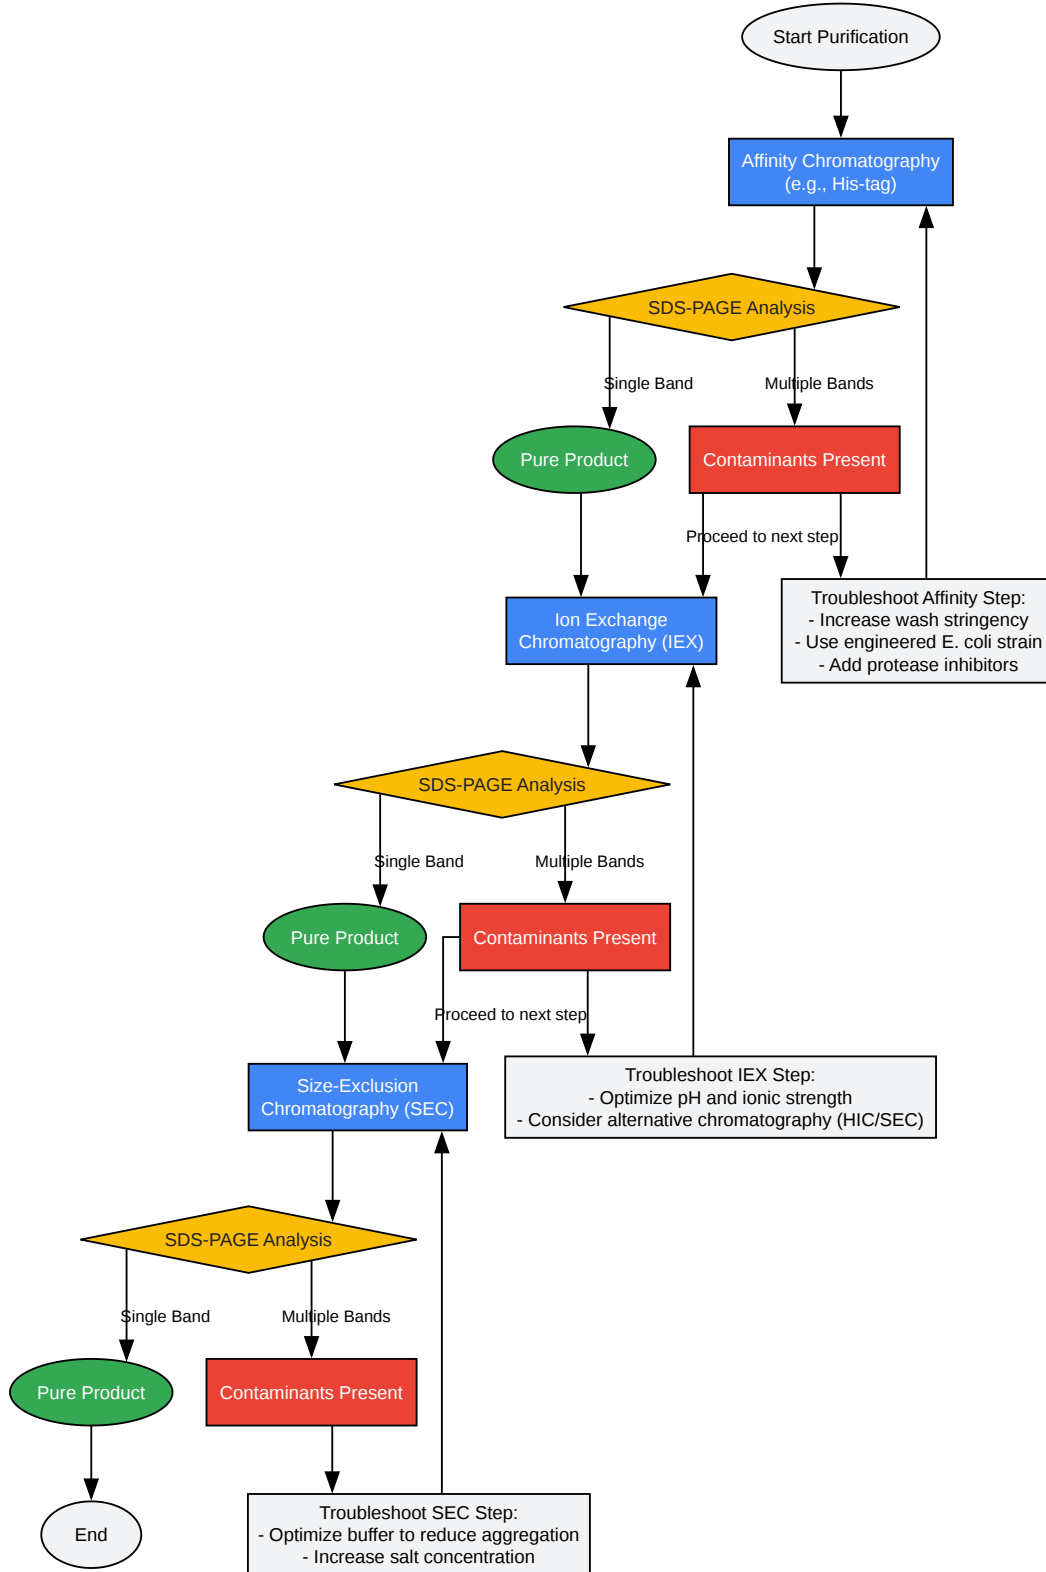 Start Purification
Affinity Chromatography
(e.g., His-tag)
SDS-PAGE Analysis
Single Band
Multiple Bands
Pure Product
Contaminants Present
Proceed to next step
Ion Exchange
Chromatography (IEX)
Troubleshoot Affinity Step:
- Increase wash stringency
- Use engineered E. coli strain
- Add protease inhibitors
SDS-PAGE Analysis
Single Band
Multiple Bands
Pure Product
Contaminants Present
Proceed to next step
Size-Exclusion
Chromatography (SEC)
Troubleshoot IEX Step:
- Optimize pH and ionic strength
- Consider alternative chromatography (HIC/SEC)
SDS-PAGE Analysis
Single Band
Multiple Bands
Pure Product
Contaminants Present
End
Troubleshoot SEC Step:
- Optimize buffer to reduce aggregation
- Increase salt concentration